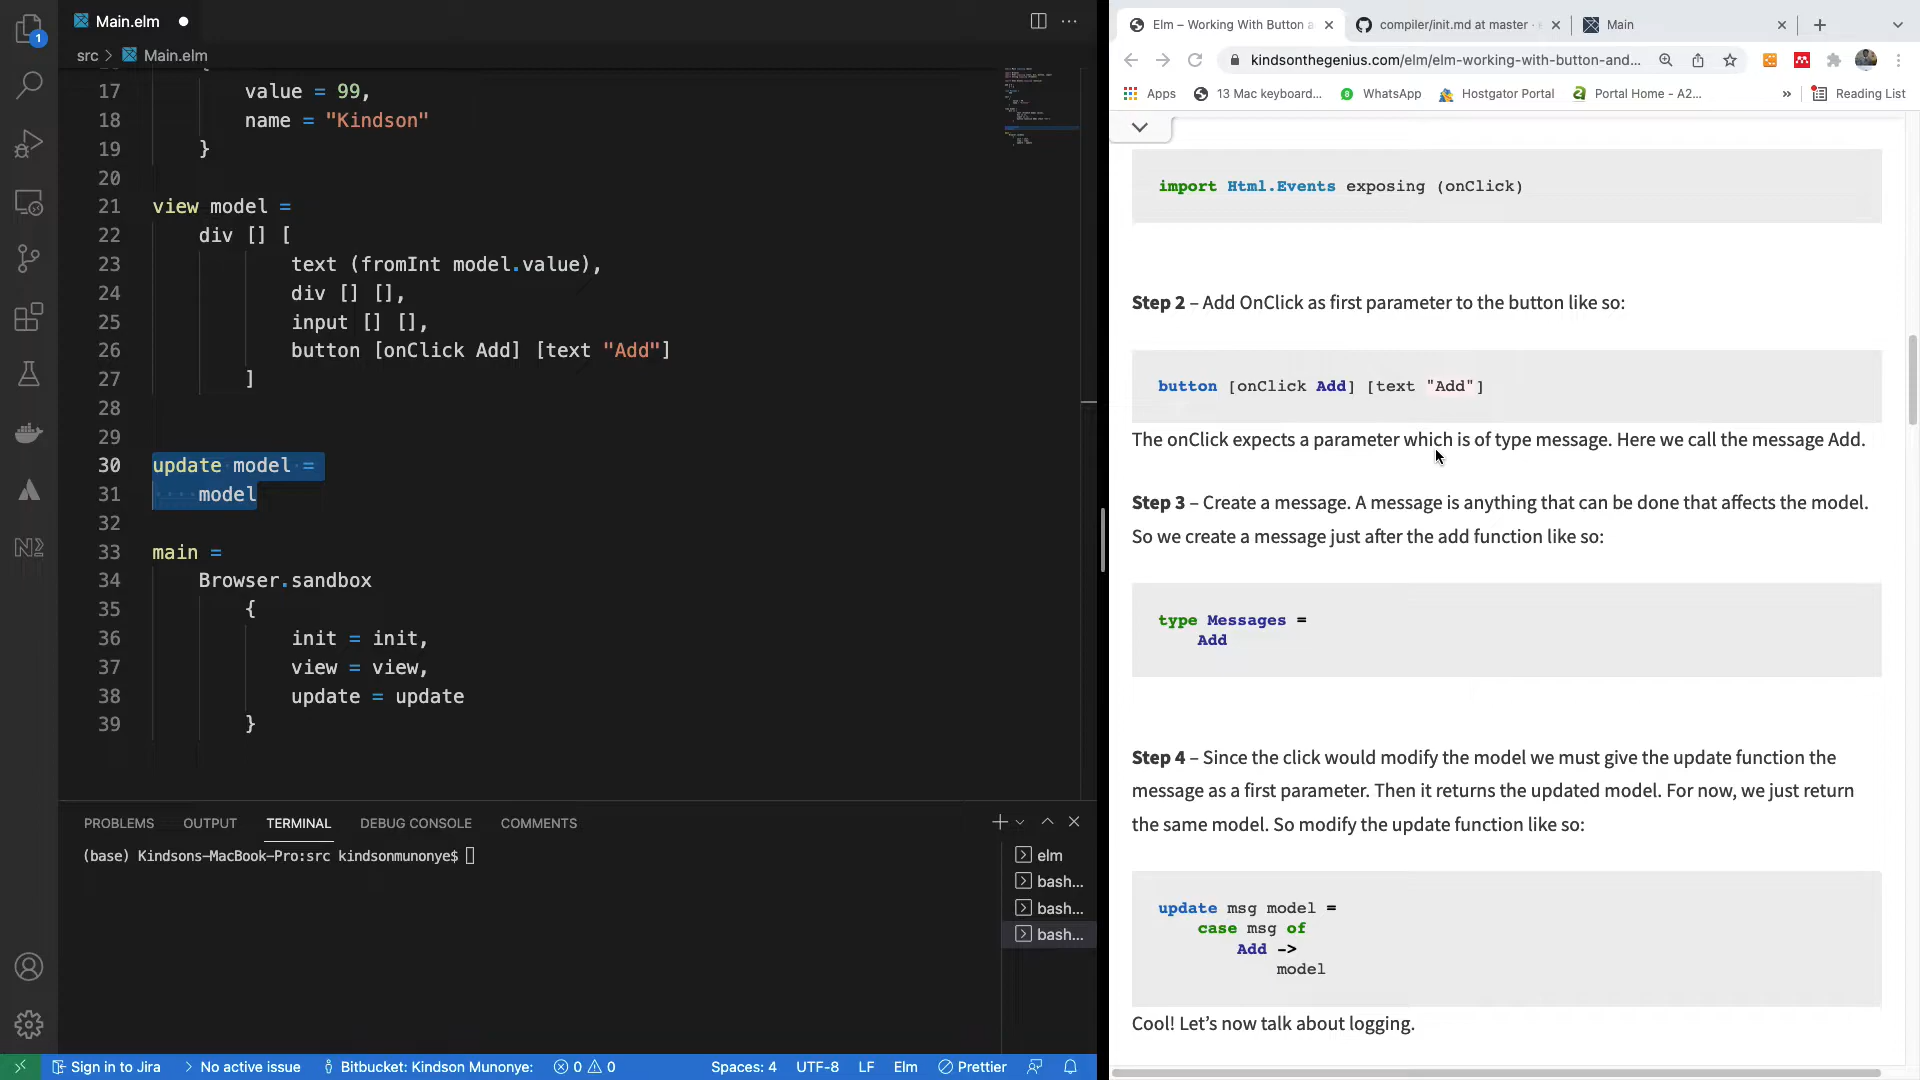 Main.elm
src > Main.elm
17 value = 99,
18 name = "Kindson"
19 }
20
21 view model =
22 div [] [
23 text (fromInt model.value),
24 div [] [],
25 input [] [],
26 button [onClick Add] [text "Add"]
27 ]
28
29
30 update model =
31 model
32
33 main =
34 Browser.sandbox
35 {
36 init = init,
37 view = view,
38 update = update
39 }
PROBLEMS OUTPUT TERMINAL DEBUG CONSOLE COMMENTS
(base) Kindsons-MacBook-Pro:src kindsonmunonye$
elm
bash...
bash...
bash...
1
Sign in to Jira No active issue Bitbucket: Kindson Munonye: 0 0 Spaces: 4 UTF-8 LF Elm Prettier
Elm – Working With Button a
compiler/init.md at master ·
Main
kindsonthegenius.com/elm/elm-working-with-button-and...
Apps 13 Mac keyboard... WhatsApp Hostgator Portal Portal Home - A2... » Reading List
import Html.Events exposing (onClick)
Step 2 – Add OnClick as first parameter to the button like so:
button [onClick Add] [text "Add"]
The onClick expects a parameter which is of type message. Here we call the message Add.
Step 3 – Create a message. A message is anything that can be done that affects the model.
So we create a message just after the add function like so:
type Messages =
Add
Step 4 – Since the click would modify the model we must give the update function the
message as a first parameter. Then it returns the updated model. For now, we just return
the same model. So modify the update function like so:
update msg model =
case msg of
Add ->
model
Cool! Let’s now talk about logging.